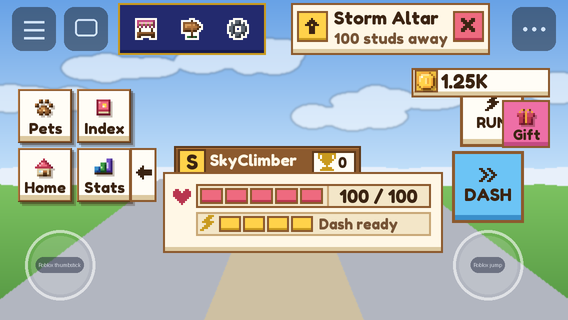 Storm Altar
100 studs away
1.25K
Pets
Index
RUN
Gift
Home
Stats
S SkyClimber 0
DASH
100 / 100
Dash ready
Roblox thumbstick
Roblox jump